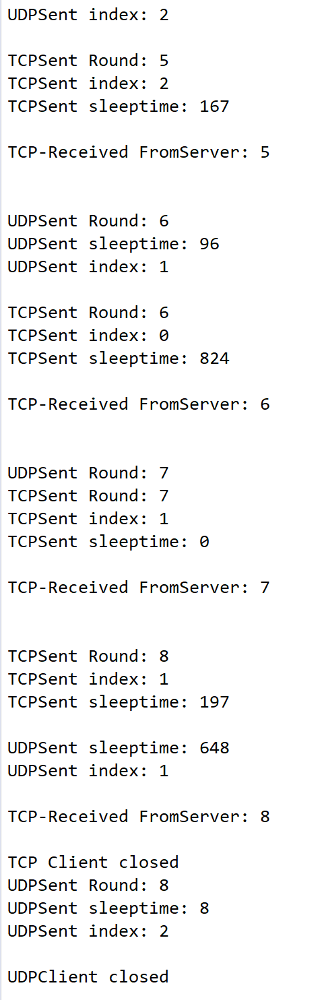 UDPSent index: 2
TCPSent Round: 5
TCPSent index: 2
TCPSent sleeptime: 167
TCP-Received FromServer: 5
UDPSent Round: 6
UDPSent sleeptime: 96
UDPSent index: 1
TCPSent Round: 6
TCPSent index: 0
TCPSent sleeptime: 824
TCP-Received FromServer: 6
UDPSent Round: 7
TCPSent Round: 7
TCPSent index: 1
TCPSent sleeptime: 0
TCP-Received FromServer: 7
TCPSent Round: 8
TCPSent index: 1
TCPSent sleeptime: 197
UDPSent sleeptime: 648
UDPSent index: 1
TCP-Received FromServer: 8
TCP Client closed
UDPSent Round: 8
UDPSent sleeptime: 8
UDPSent index: 2
UDPClient closed